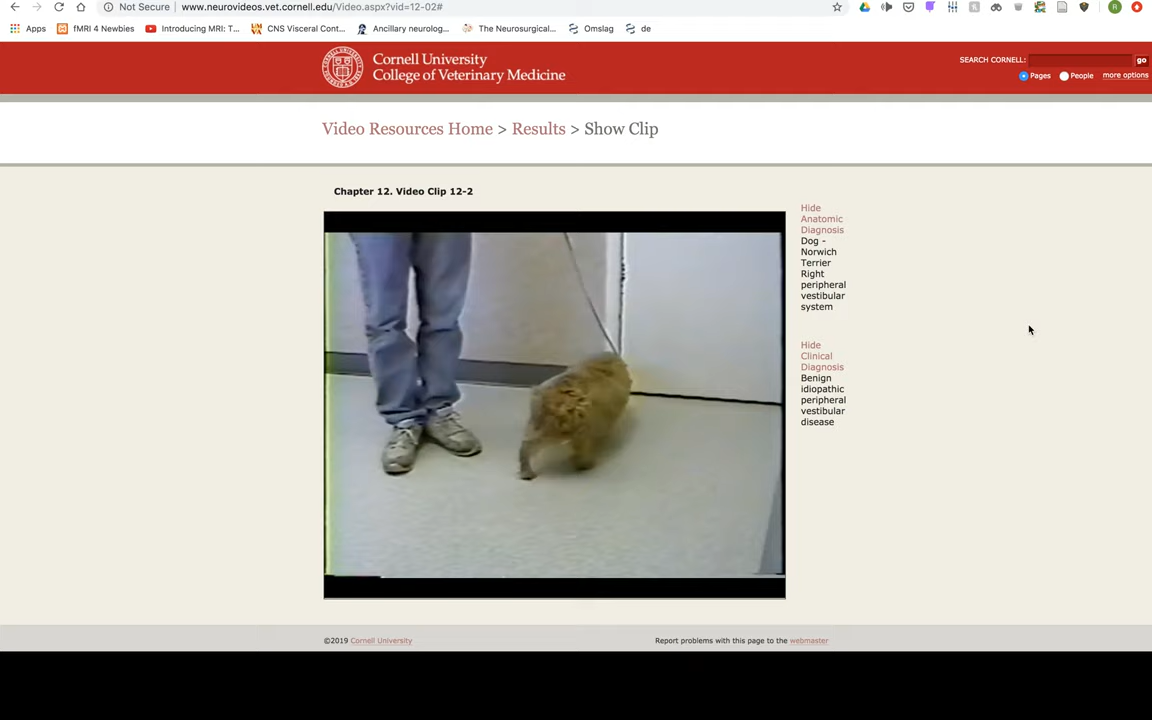 Not Secure
www.neurovideos.vet.cornell.edu/Video.aspx?vid=12-02#
R
Apps
fMRI 4 Newbies
Introducing MRI: T...
CNS Visceral Cont...
Ancillary neurolog...
The Neurosurgical...
Omslag
de
Cornell University
College of Veterinary Medicine
SEARCH CORNELL:
go
Pages
People
more options
Video Resources Home > Results > Show Clip
Chapter 12. Video Clip 12-2
Hide
Anatomic
Diagnosis
Dog -
Norwich
Terrier
Right
peripheral
vestibular
system
Hide
Clinical
Diagnosis
Benign
idiopathic
peripheral
vestibular
disease
©2019 Cornell University
Report problems with this page to the webmaster